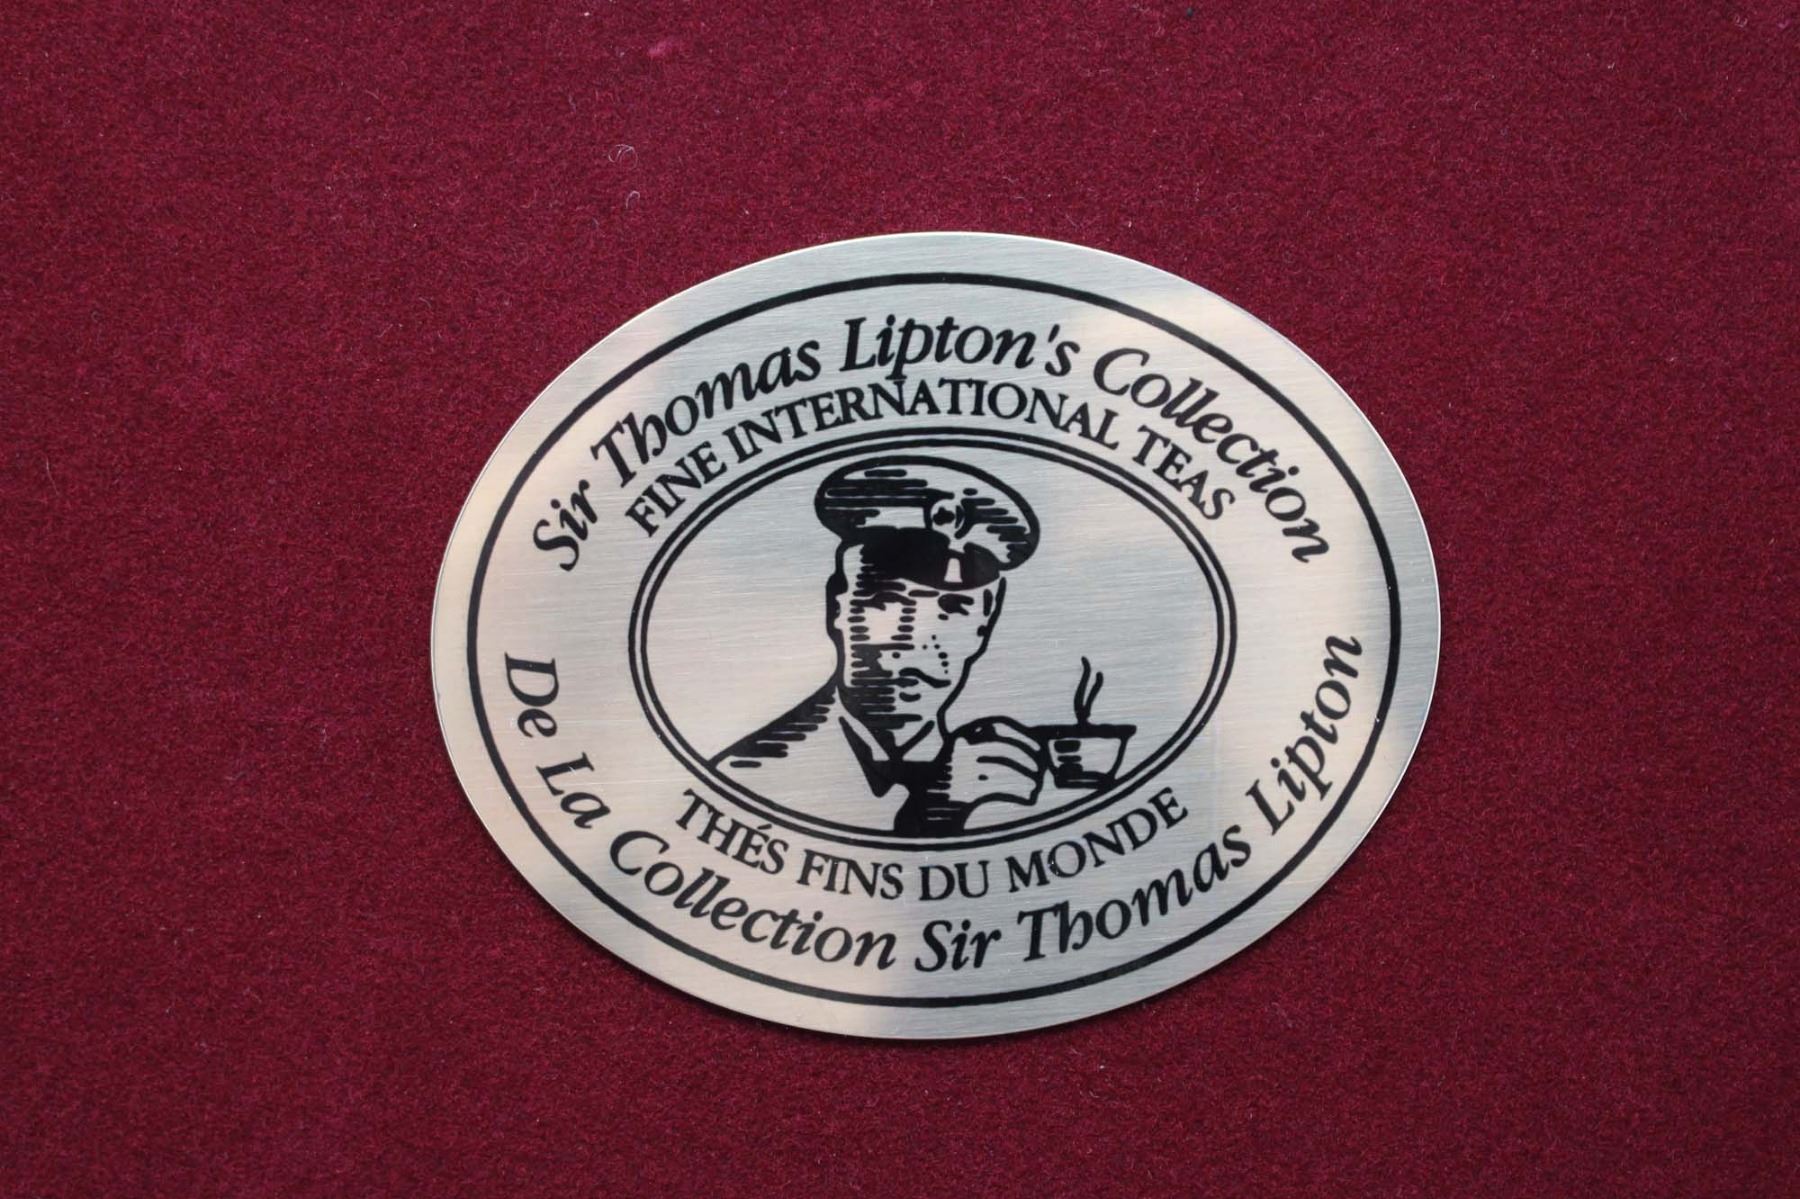 Sir Thomas Lipton's Collection
FINE INTERNATIONAL TEAS
THÉS FINS DU MONDE
De La Collection Sir Thomas Lipton